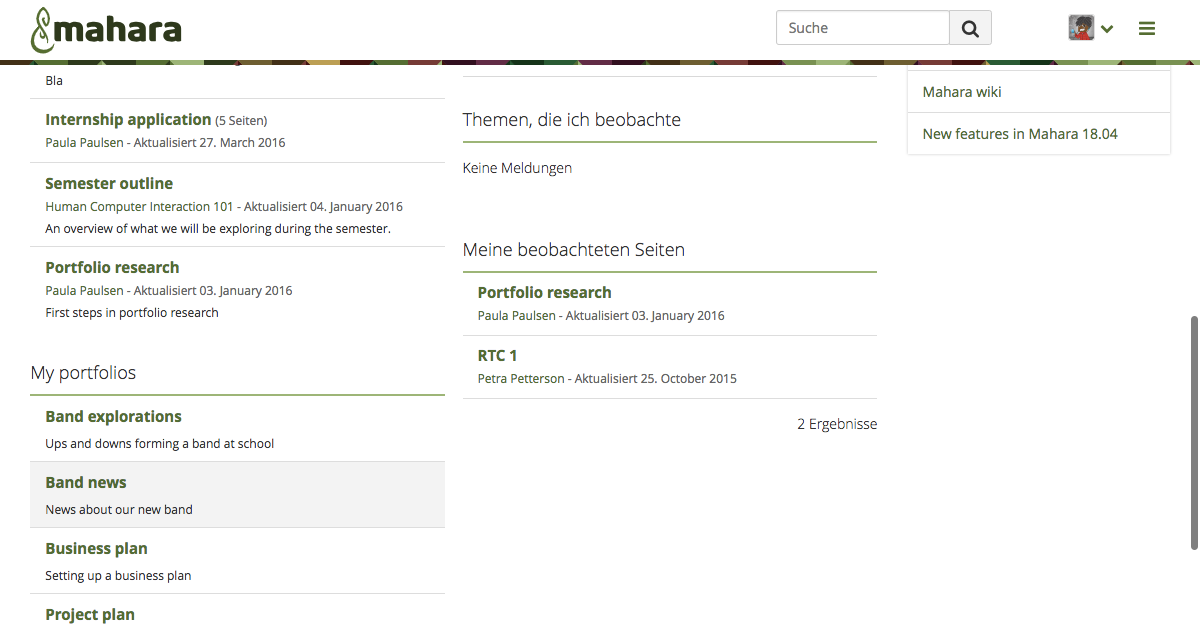 mahara
Suche
Bla
Internship application (5 Seiten)
Paula Paulsen - Aktualisiert 27. March 2016
Semester outline
Human Computer Interaction 101 - Aktualisiert 04. January 2016
An overview of what we will be exploring during the semester.
Portfolio research
Paula Paulsen - Aktualisiert 03. January 2016
First steps in portfolio research
My portfolios
Band explorations
Ups and downs forming a band at school
Band news
News about our new band
Business plan
Setting up a business plan
Project plan
Themen, die ich beobachte
Keine Meldungen
Meine beobachteten Seiten
Portfolio research
Paula Paulsen - Aktualisiert 03. January 2016
RTC 1
Petra Petterson - Aktualisiert 25. October 2015
2 Ergebnisse
Mahara wiki
New features in Mahara 18.04